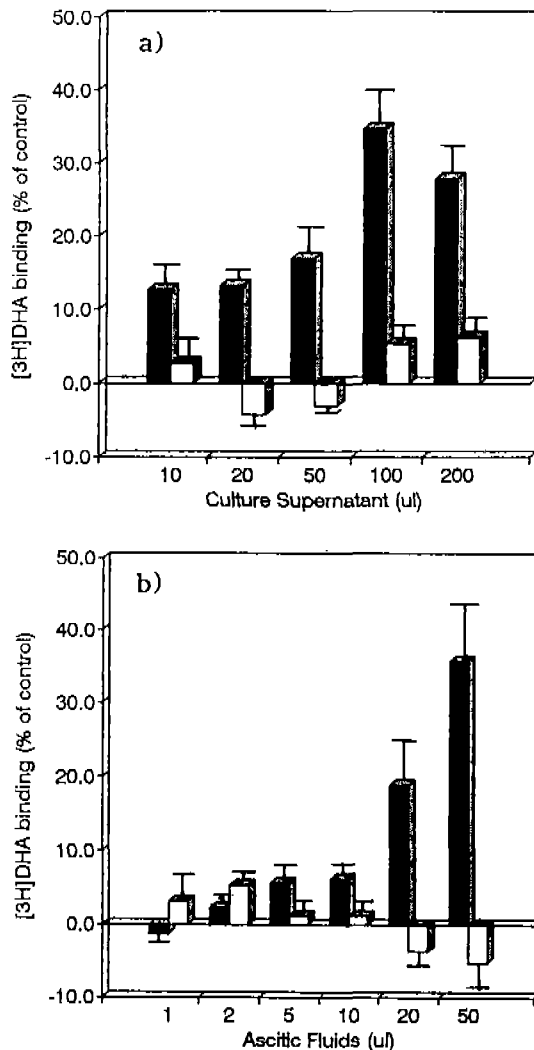 a)
[3H]DHA binding (% of control)
50.0
40.0
30.0
20.0
10.0
0.0
-10.0
10 20 50 100 200
Culture Supernatant (ul)
b)
[3H]DHA binding (% of control)
50.0
40.0
30.0
20.0
10.0
0.0
-10.0
1 2 5 10 20 50
Ascitic Fluids (ul)